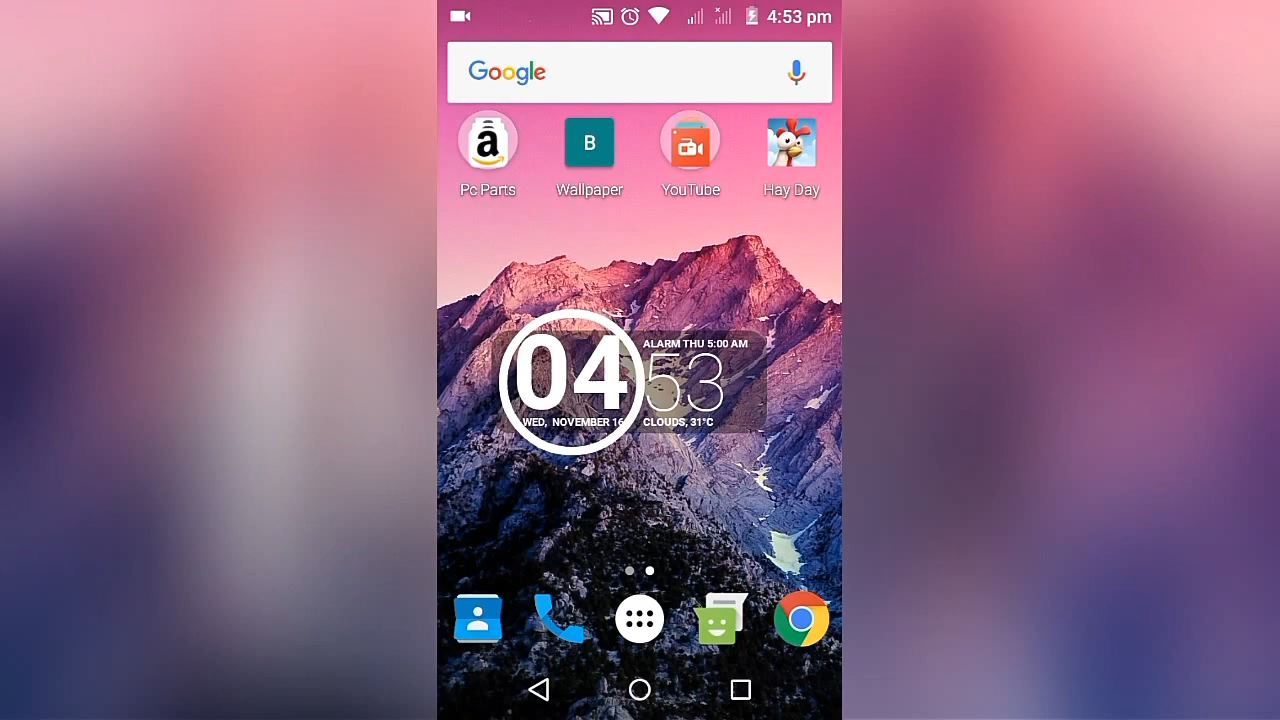 4:53 pm
Google
a
B
Pc Parts
Wallpaper
YouTube
Hay Day
ALARM THU 5:00 AM
04
53
WED, NOVEMBER 16
CLOUDS, 31°C